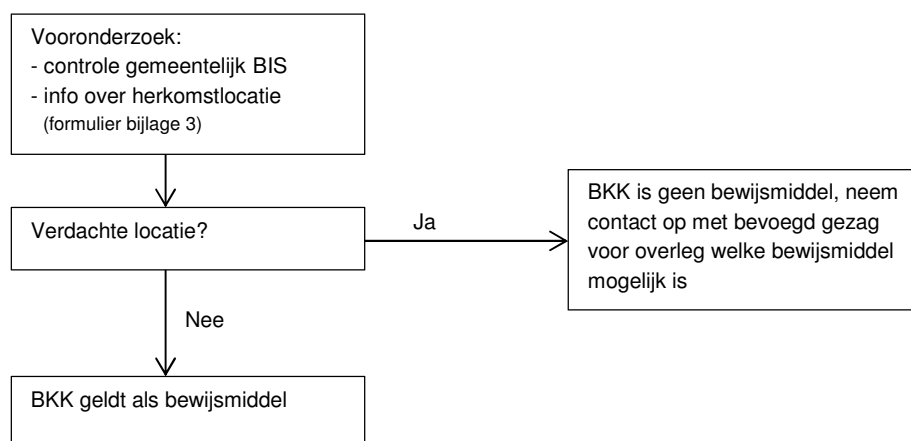 Vooronderzoek:
- controle gemeentelijk BIS
- info over herkomstlocatie
(formulier bijlage 3)
Verdachte locatie?
Ja
BKK is geen bewijsmiddel, neem
contact op met bevoegd gezag
voor overleg welke bewijsmiddel
mogelijk is
Nee
BKK geldt als bewijsmiddel